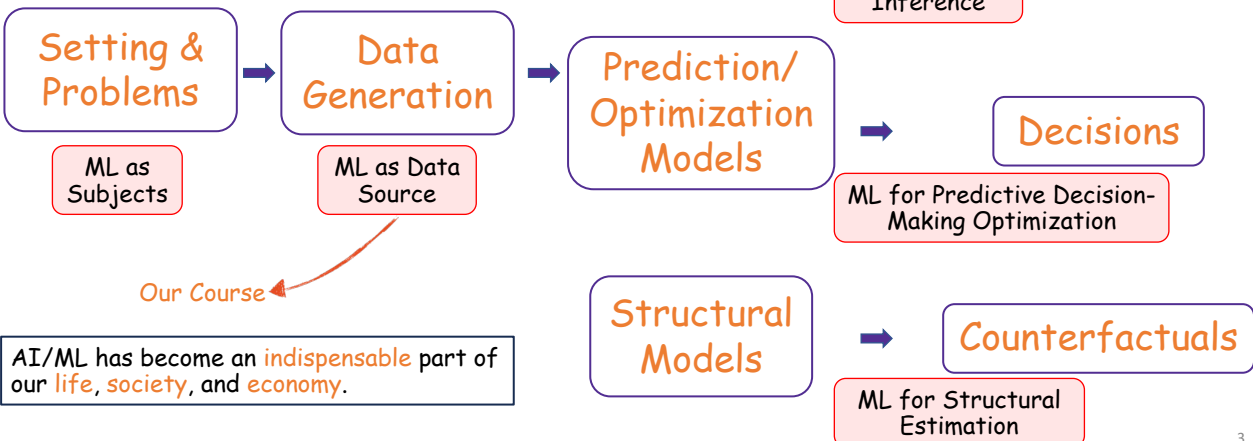 Inference
Setting &
Problems
Data
Generation
Prediction/
Optimization
Models
Decisions
ML as
Subjects
ML as Data
Source
ML for Predictive Decision-
Making Optimization
Our Course
Structural
Models
Counterfactuals
AI/ML has become an indispensable part of
our life, society, and economy.
ML for Structural
Estimation
3